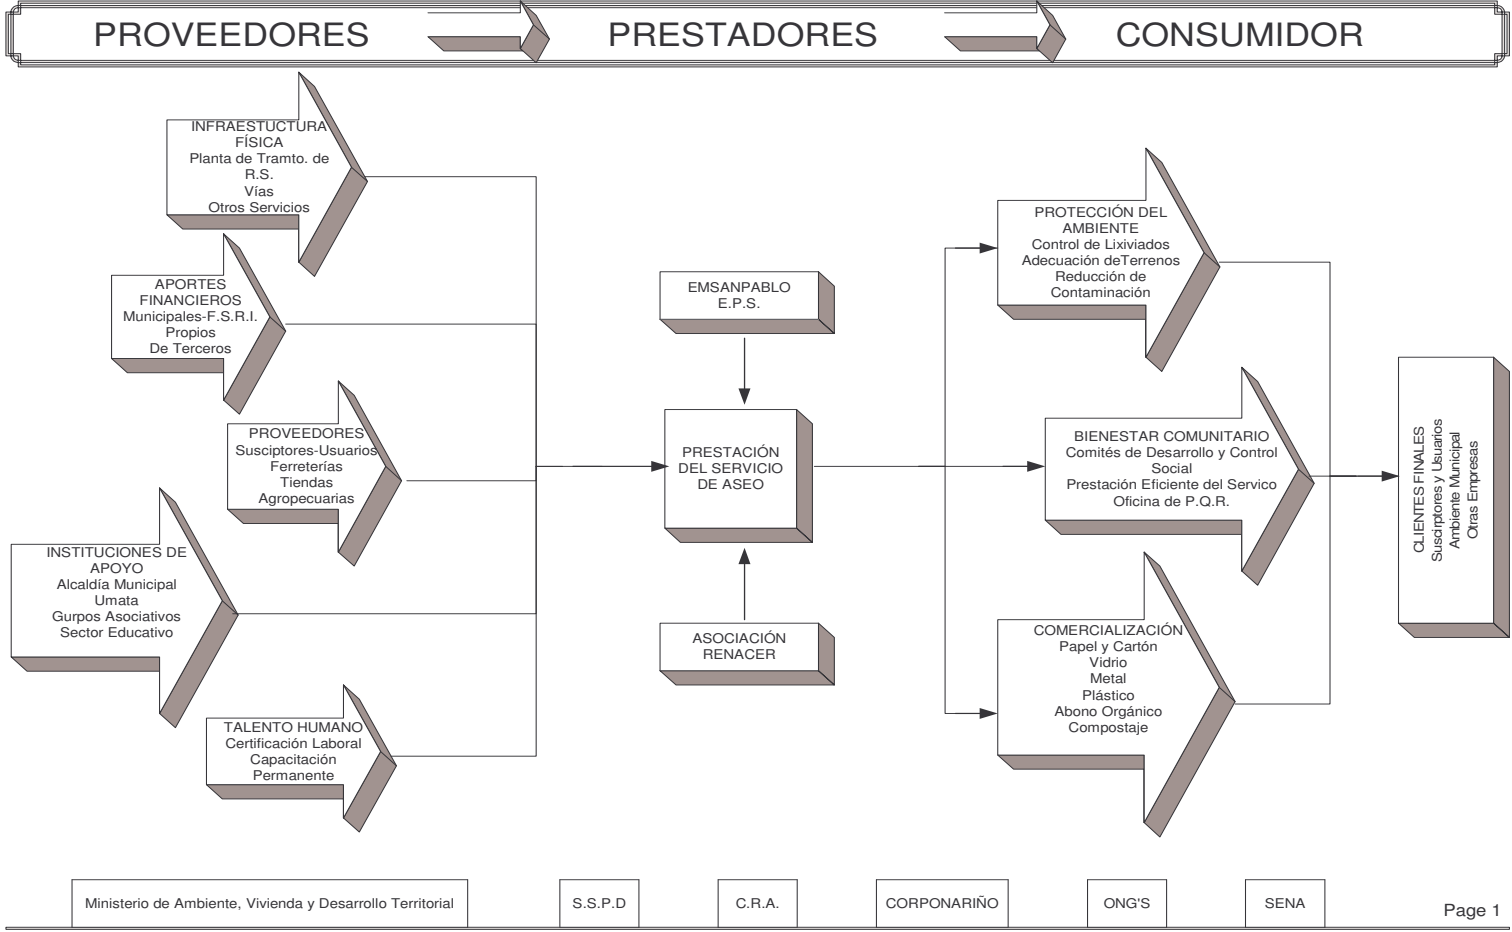 PROVEEDORES
PRESTADORES
CONSUMIDOR
INFRAESTUCTURA
FÍSICA
Planta de Tramto. de
R.S.
Vías
Otros Servicios
APORTES
FINANCIEROS
Municipales-F.S.R.I.
Propios
De Terceros
PROVEEDORES
Susciptores-Usuarios
Ferreterías
Tiendas
Agropecuarias
INSTITUCIONES DE
APOYO
Alcaldía Municipal
Umata
Gurpos Asociativos
Sector Educativo
TALENTO HUMANO
Certificación Laboral
Capacitación
Permanente
EMSANPABLO
E.P.S.
PRESTACIÓN
DEL SERVICIO
DE ASEO
ASOCIACIÓN
RENACER
PROTECCIÓN DEL
AMBIENTE
Control de Lixiviados
Adecuación deTerrenos
Reducción de
Contaminación
BIENESTAR COMUNITARIO
Comités de Desarrollo y Control
Social
Prestación Eficiente del Servico
Oficina de P.Q.R.
COMERCIALIZACIÓN
Papel y Cartón
Vidrio
Metal
Plástico
Abono Orgánico
Compostaje
CLIENTES FINALES
Suscirptores y Usuarios
Ambiente Municipal
Otras Empresas
Ministerio de Ambiente, Vivienda y Desarrollo Territorial
S.S.P.D
C.R.A.
CORPONARIÑO
ONG'S
SENA
Page 1